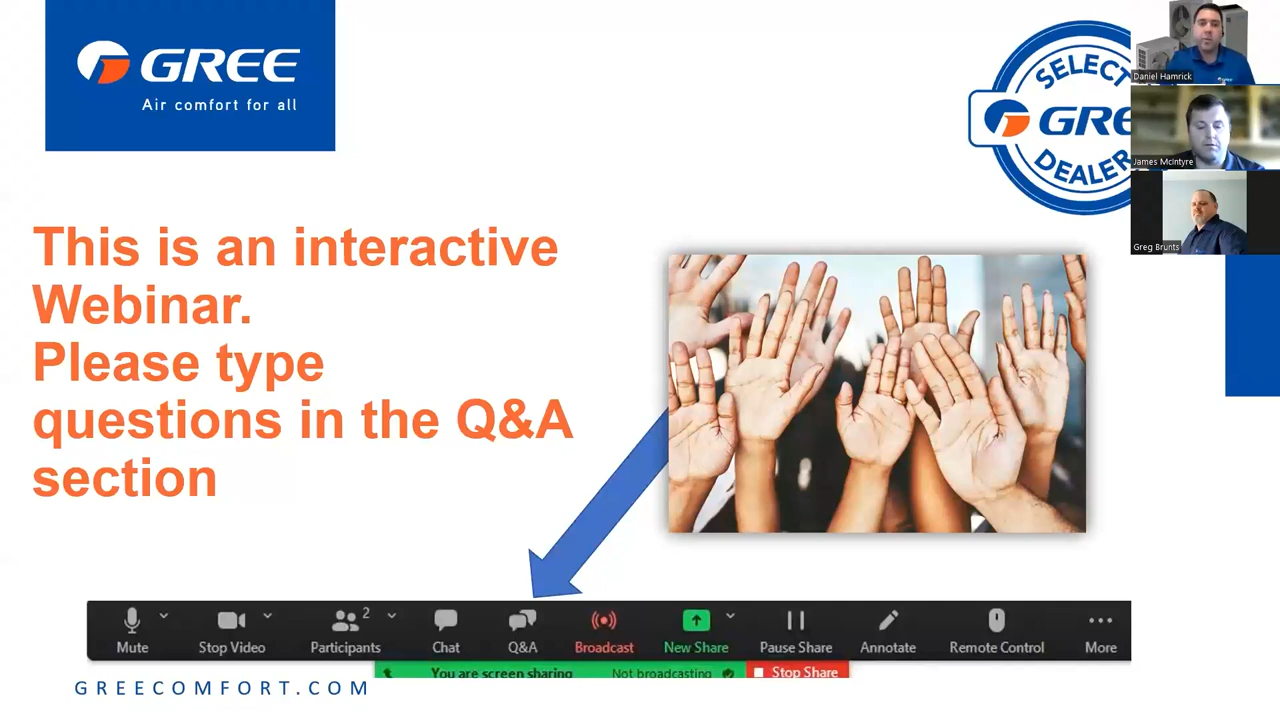 GREE
Air comfort for all
SELECT
GREE
DEALER
Daniel Hamrick
James McIntyre
Greg Brunts
This is an interactive
Webinar.
Please type
questions in the Q&A
section
2
Mute
Stop Video
Participants
Chat
Q&A
Broadcast
New Share
Pause Share
Annotate
Remote Control
More
You are screen sharing
Not broadcasting
Stop Share
GREECOMFORT.COM